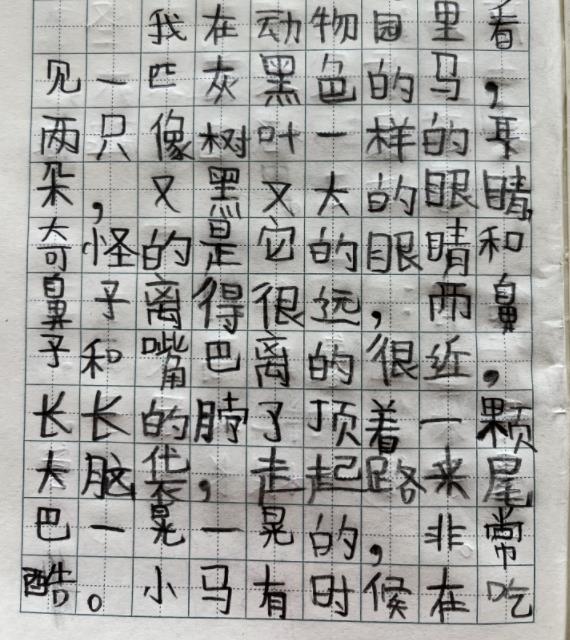 我在动物园里看
见一匹灰黑色的马,
两只像树叶一样的耳
朵,又黑又大的眼睛,
奇怪的是它的眼睛和
鼻子离得很远,而鼻
子和嘴巴离的很近,
长长的脖子顶着一颗
大脑袋,走起路来尾
巴一晃一晃的,非常
酷。小马有时候在吃